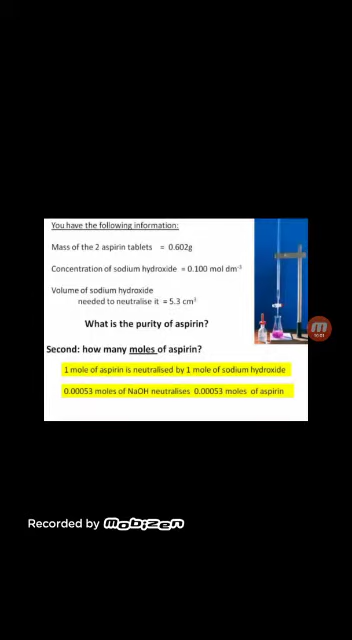 You have the following information:
Mass of the 2 aspirin tablets = 0.602g
Concentration of sodium hydroxide = 0.100 mol dm⁻³
Volume of sodium hydroxide
needed to neutralise it = 5.3 cm³
What is the purity of aspirin?
Second: how many moles of aspirin?
1 mole of aspirin is neutralised by 1 mole of sodium hydroxide
0.00053 moles of NaOH neutralises 0.00053 moles of aspirin
10:01
Recorded by mobizen